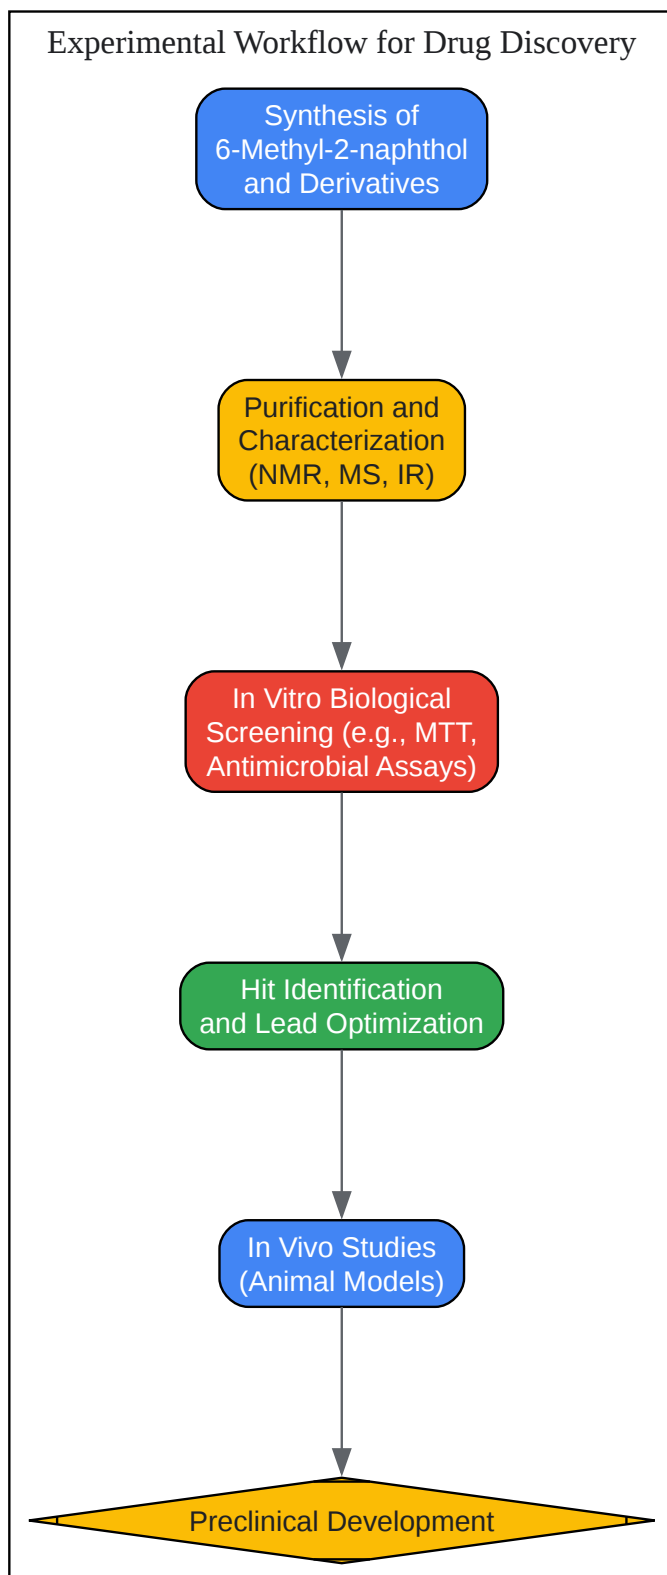 Experimental Workflow for Drug Discovery
Synthesis of
6-Methyl-2-naphthol
and Derivatives
Purification and
Characterization
(NMR, MS, IR)
In Vitro Biological
Screening (e.g., MTT,
Antimicrobial Assays)
Hit Identification
and Lead Optimization
In Vivo Studies
(Animal Models)
Preclinical Development